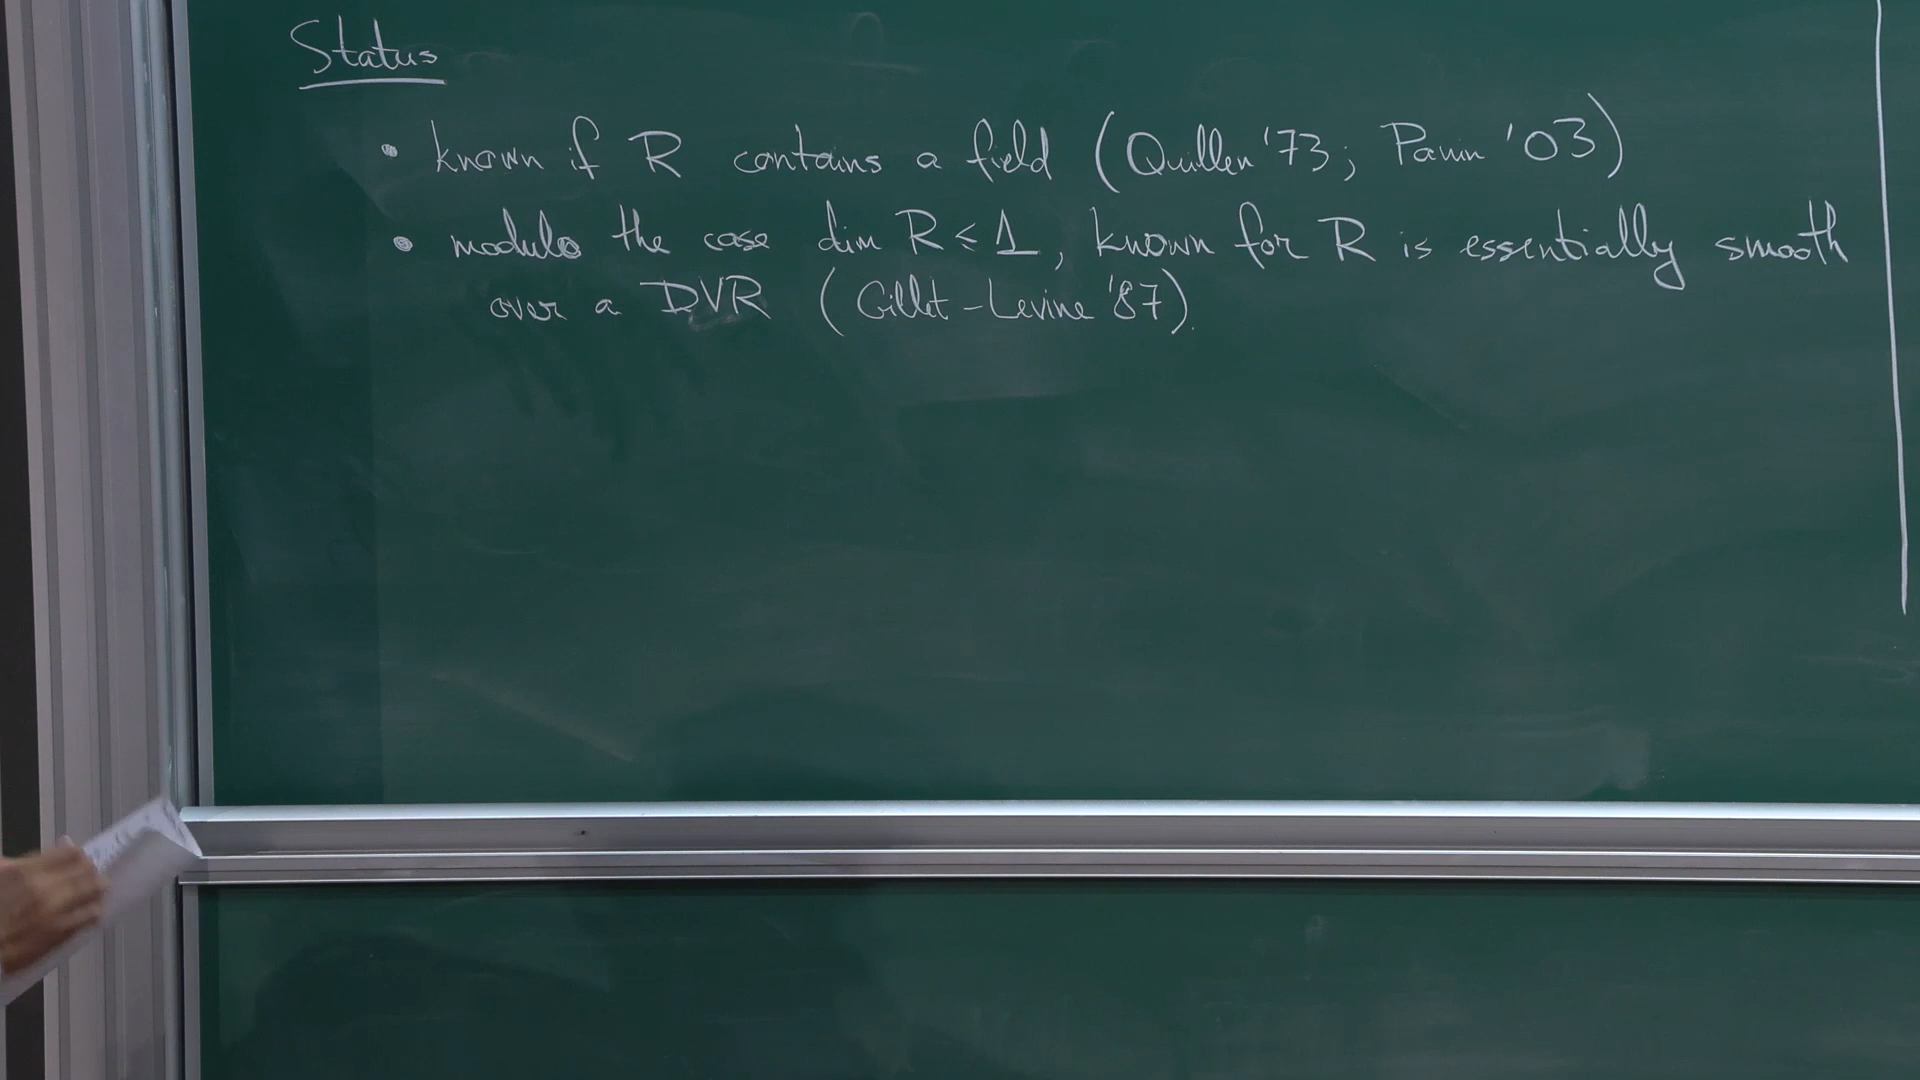 Status
• known if R contains a field (Quillen '73; Panin '03)
• modulo the case dim R ≤ 1, known for R is essentially smooth
over a DVR (Gillet-Levine '87).